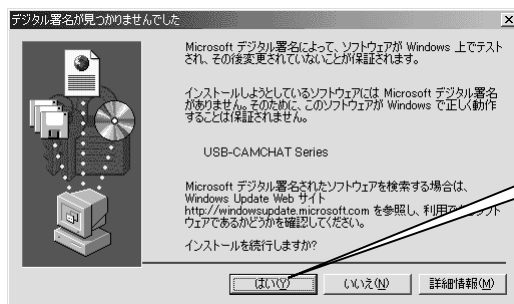 デジタル署名が見つかりませんでした
Microsoft デジタル署名によって、ソフトウェアが Windows 上でテスト
され、その後変更されていないことが保証されます。
インストールしようとしているソフトウェアには Microsoft デジタル署名
がありません。そのために、このソフトウェアが Windows で正しく動作
することは保証されません。
USB-CAMCHAT Series
Microsoft デジタル署名されたソフトウェアを検索する場合は、
Windows Update Web サイト
http://windowsupdate.microsoft.com を参照し、利用 ソフト
ウェアであるかどうかを確認してください。
インストールを続行しますか?
はい(Y) いいえ(N) 詳細情報(M)